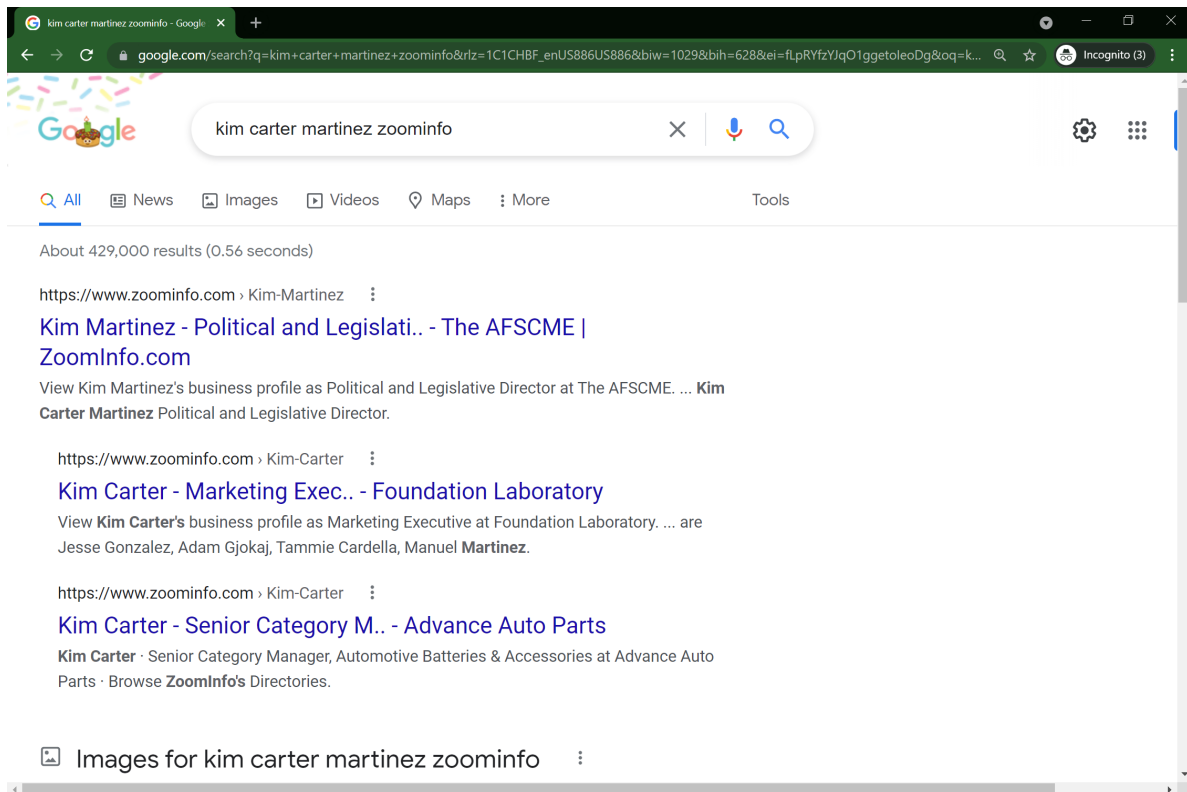 kim carter martinez zoominfo - Google
google.com/search?q=kim+carter+martinez+zoominfo&rlz=1C1CHBF_enUS886US886&biw=1029&bih=628&ei=fLpRYfzYJqO1ggetoIeoDg&oq=k...
Incognito (3)
Google
kim carter martinez zoominfo
All News Images Videos Maps More Tools
About 429,000 results (0.56 seconds)
https://www.zoominfo.com › Kim-Martinez
Kim Martinez - Political and Legislati.. - The AFSCME |
ZoomInfo.com
View Kim Martinez's business profile as Political and Legislative Director at The AFSCME. ... Kim
Carter Martinez Political and Legislative Director.
https://www.zoominfo.com › Kim-Carter
Kim Carter - Marketing Exec.. - Foundation Laboratory
View Kim Carter's business profile as Marketing Executive at Foundation Laboratory. ... are
Jesse Gonzalez, Adam Gjokaj, Tammie Cardella, Manuel Martinez.
https://www.zoominfo.com › Kim-Carter
Kim Carter - Senior Category M.. - Advance Auto Parts
Kim Carter · Senior Category Manager, Automotive Batteries & Accessories at Advance Auto
Parts · Browse ZoomInfo's Directories.
Images for kim carter martinez zoominfo